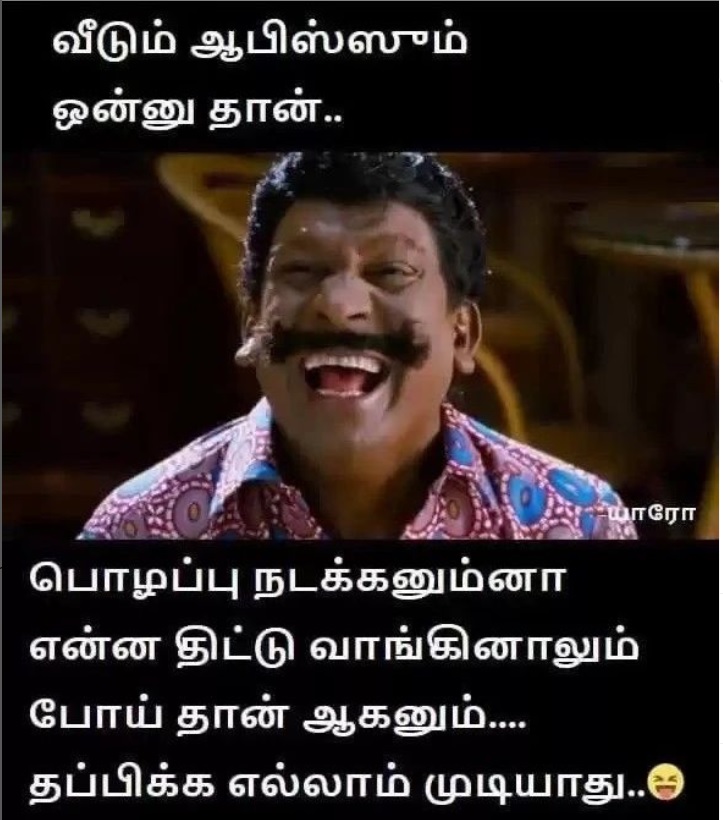 வீடும் ஆபிஸ்ஸும்
ஒன்னு தான்..
–யாரோ
பொழப்பு நடக்கனும்னா
என்ன திட்டு வாங்கினாலும்
போய் தான் ஆகனும்....
தப்பிக்க எல்லாம் முடியாது..😆